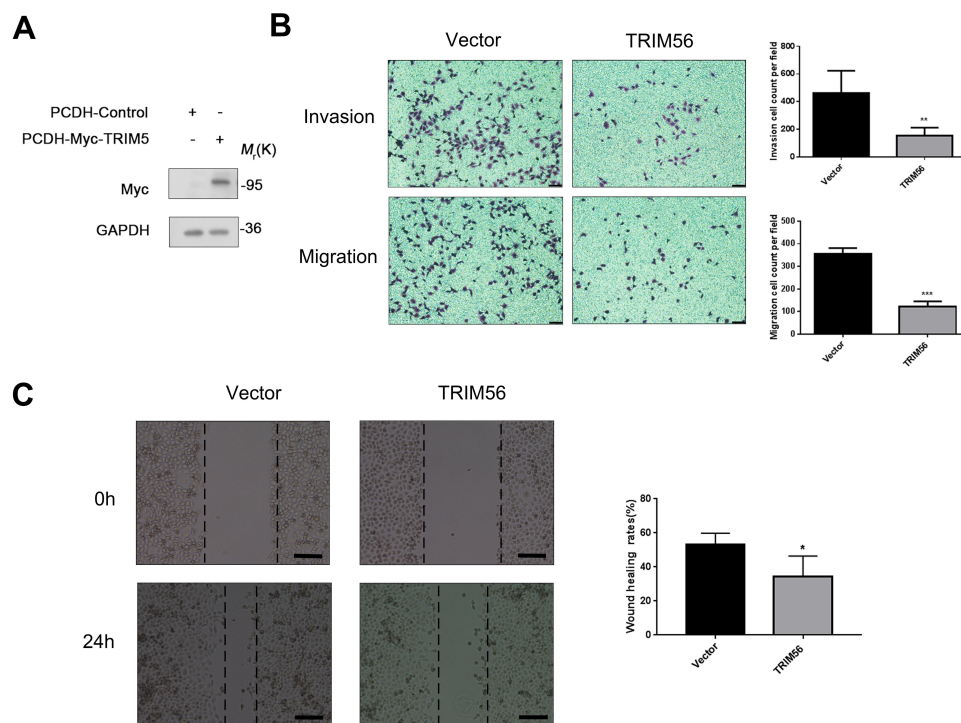 A
PCDH-Control + -
PCDH-Myc-TRIM5 - +
Mr(K)
Myc -95
GAPDH -36
B
Vector TRIM56
Invasion
Migration
Invasion cell count per field
800
600
400
200
0
**
Vector TRIM56
Migration cell count per field
500
400
300
200
100
0
***
Vector TRIM56
C
Vector TRIM56
0h
24h
Wound healing rates(%)
80
60
40
20
0
*
Vector TRIM56